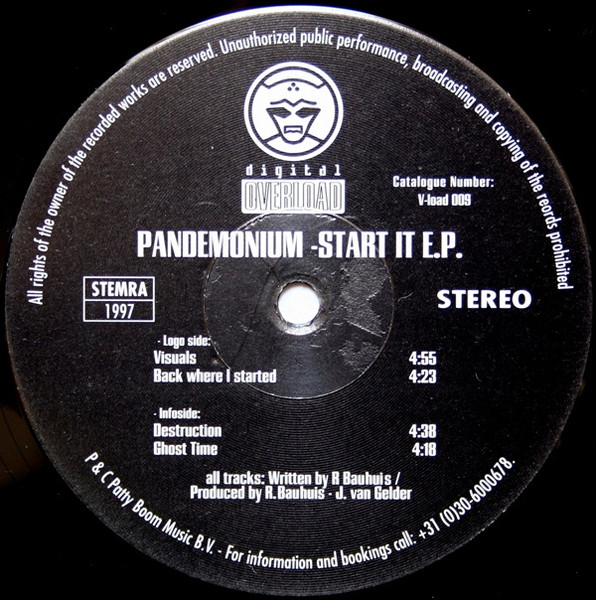 All rights of the owner of the recorded works are reserved. Unauthorized public performance, broadcasting and copying of the reords prohibited
digital
OVERLOAD
Catalogue Number:
V-load 009
PANDEMONIUM -START IT E.P.
STEMRA
1997
STEREO
- Logo side:
Visuals 4:55
Back where I started 4:23
- Infoside:
Destruction 4:38
Ghost Time 4:18
all tracks: Written by R Bauhuis /
Produced by R.Bauhuis - J. van Gelder
P & C Patty Boom Music B.V. - For information and bookings call: +31 (0)30-6000678.